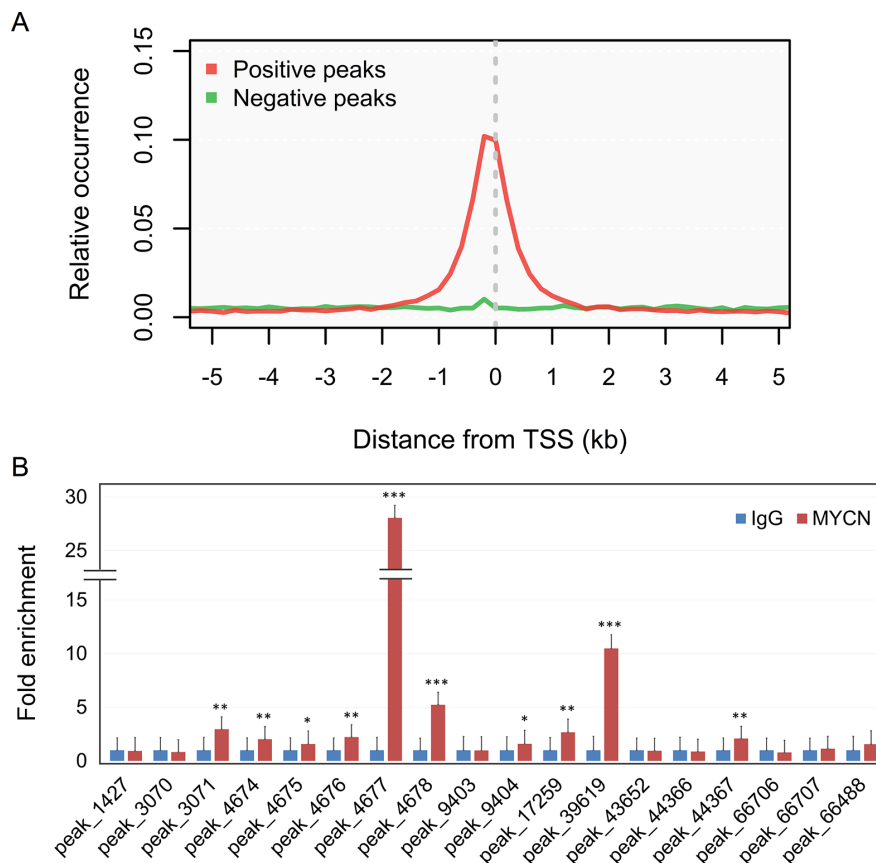 A
Relative occurrence
0.15
0.10
0.05
0.00
Positive peaks
Negative peaks
-5 -4 -3 -2 -1 0 1 2 3 4 5
Distance from TSS (kb)
B
Fold enrichment
30
25
15
10
5
0
IgG MYCN
** ** * ** *** *** * ** *** **
peak_1427
peak_3070
peak_3071
peak_4674
peak_4675
peak_4676
peak_4677
peak_4678
peak_9403
peak_9404
peak_17259
peak_39619
peak_43652
peak_44366
peak_44367
peak_66706
peak_66707
peak_66488